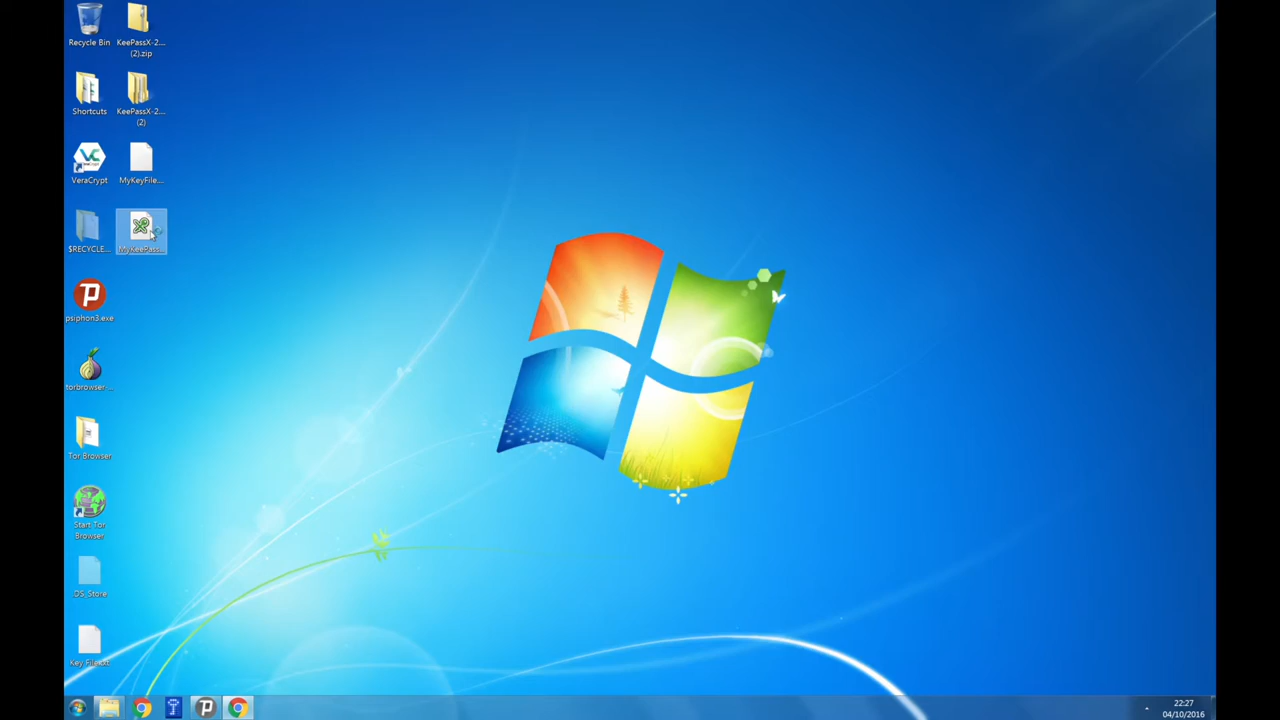 Recycle Bin
KeePassX-2...
(2).zip
Shortcuts
KeePassX-2...
(2)
VC
VeraCrypt
MyKeyFile...
$RECYCLE...
MyKeePass...
P
psiphon3.exe
torbrowser-...
Tor Browser
Start Tor
Browser
.DS_Store
Key File.txt
P
22:27
04/10/2016